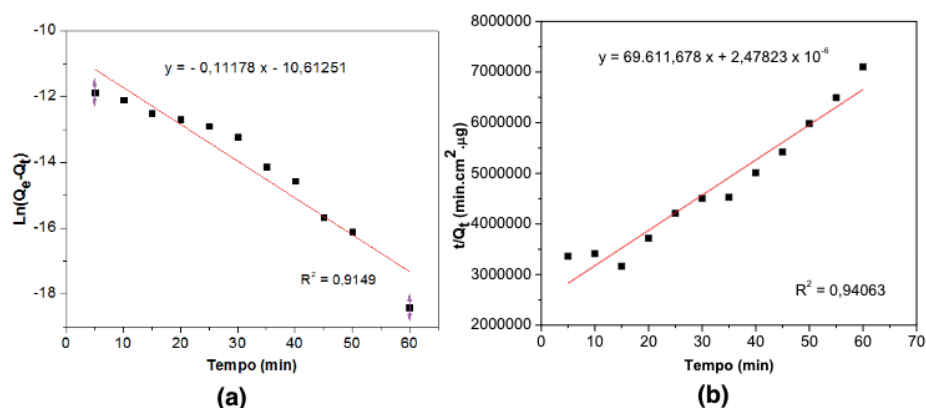 -10
-12
-14
-16
-18
Ln(Qₑ-Qₜ)
y = - 0,11178 x - 10,61251
R² = 0,9149
0 10 20 30 40 50 60
Tempo (min)
(a)
8000000
7000000
6000000
5000000
4000000
3000000
2000000
t/Qₜ (min.cm².µg)
y = 69.611,678 x + 2,47823 x 10⁻⁶
R² = 0,94063
0 10 20 30 40 50 60 70
Tempo (min)
(b)